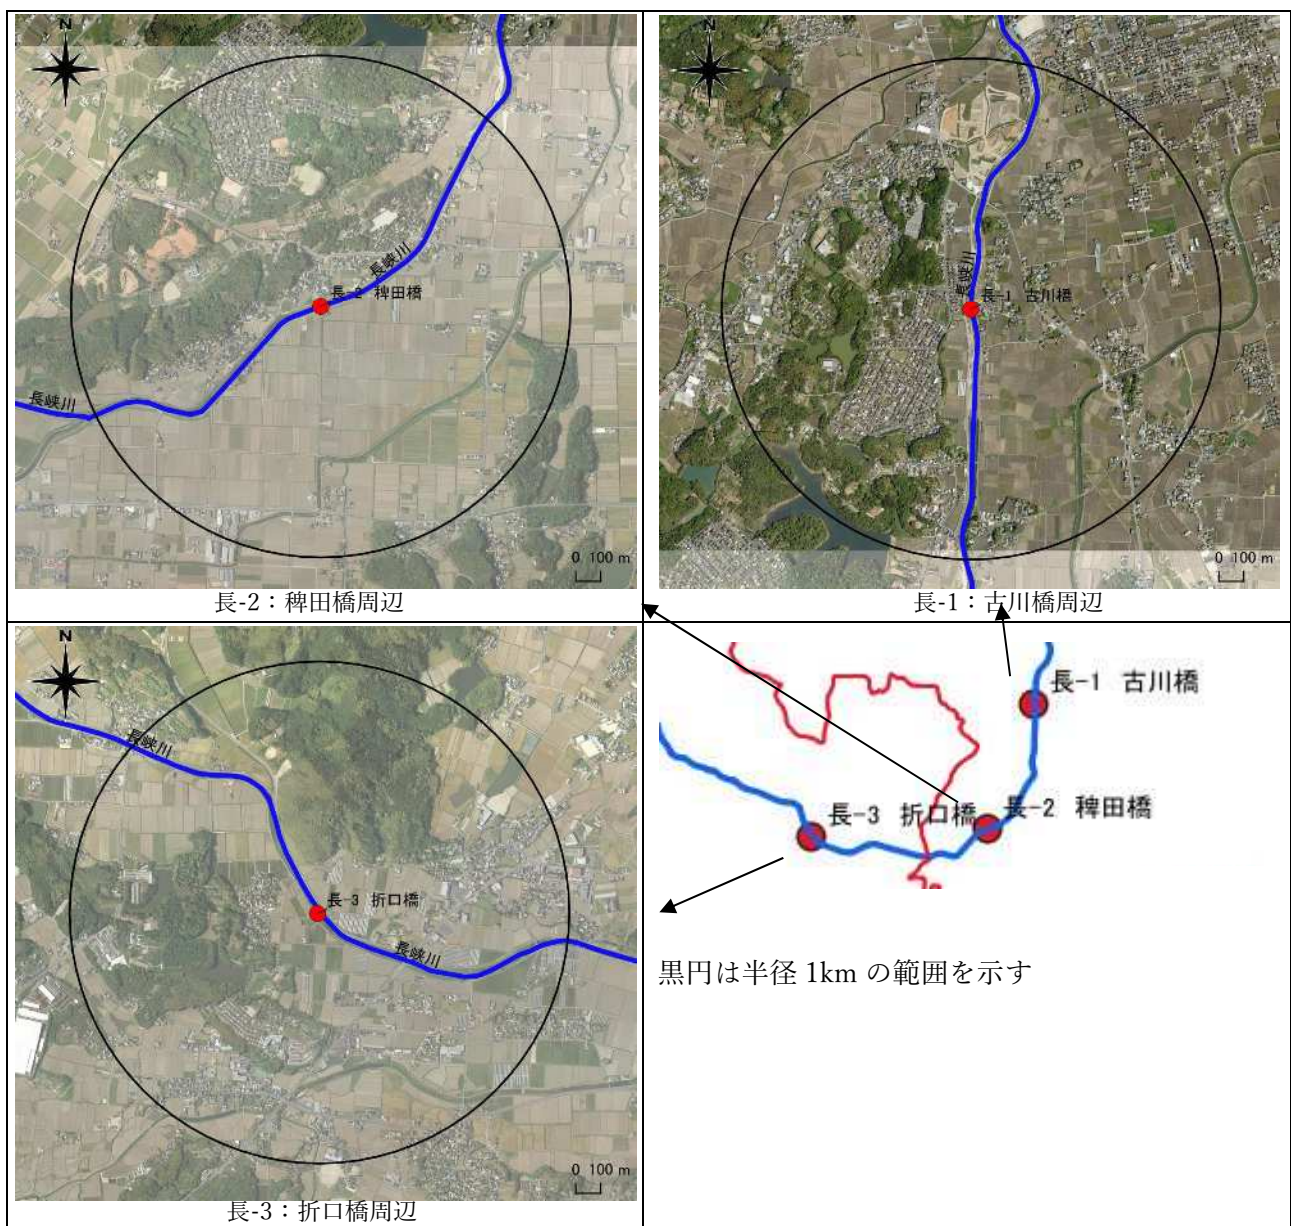 N
長峡川
長-2 稗田橋
長峡川
0 100 m
長-2：稗田橋周辺
N
長峡川
長-1 古川橋
0 100 m
長-1：古川橋周辺
N
長峡川
長-3 折口橋
長峡川
0 100 m
長-3：折口橋周辺
長-1 古川橋
長-3 折口橋
長-2 稗田橋
黒円は半径 1km の範囲を示す